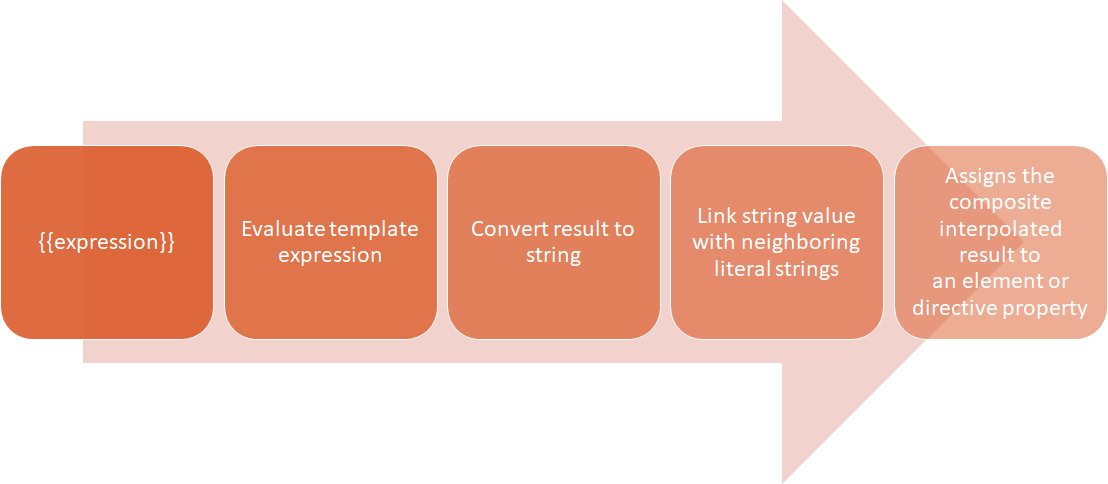 {{expression}}
Evaluate template
expression
Convert result to
string
Link string value
with neighboring
literal strings
Assigns the
composite
interpolated
result to
an element or
directive property